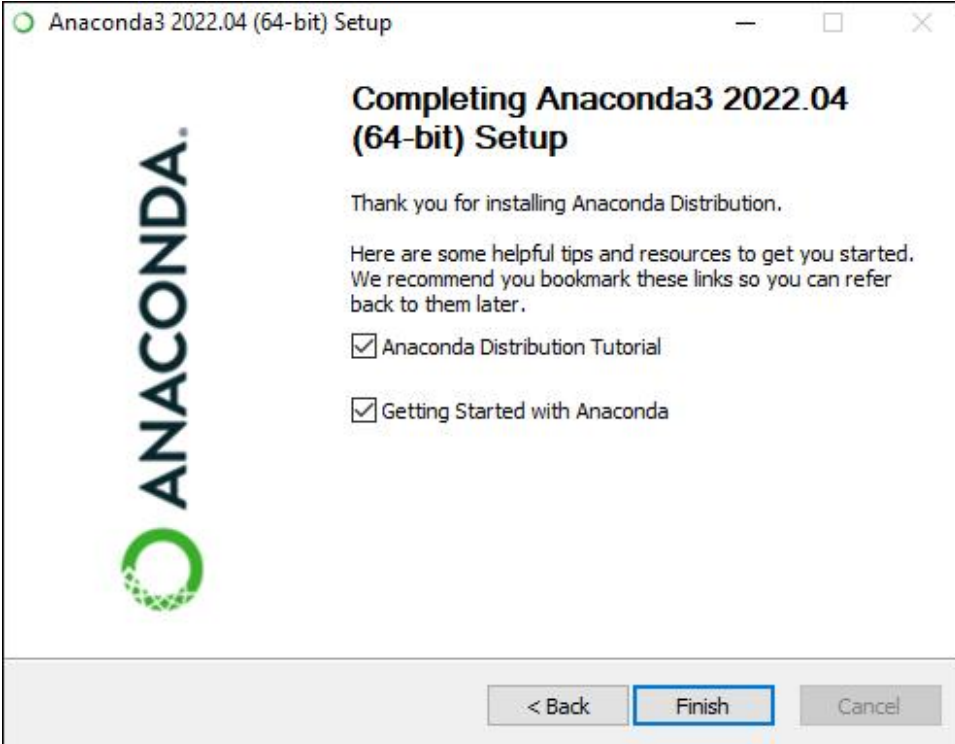 Anaconda3 2022.04 (64-bit) Setup
Completing Anaconda3 2022.04
(64-bit) Setup
Thank you for installing Anaconda Distribution.
Here are some helpful tips and resources to get you started.
We recommend you bookmark these links so you can refer
back to them later.
Anaconda Distribution Tutorial
Getting Started with Anaconda
ANACONDA.
< Back
Finish
Cancel